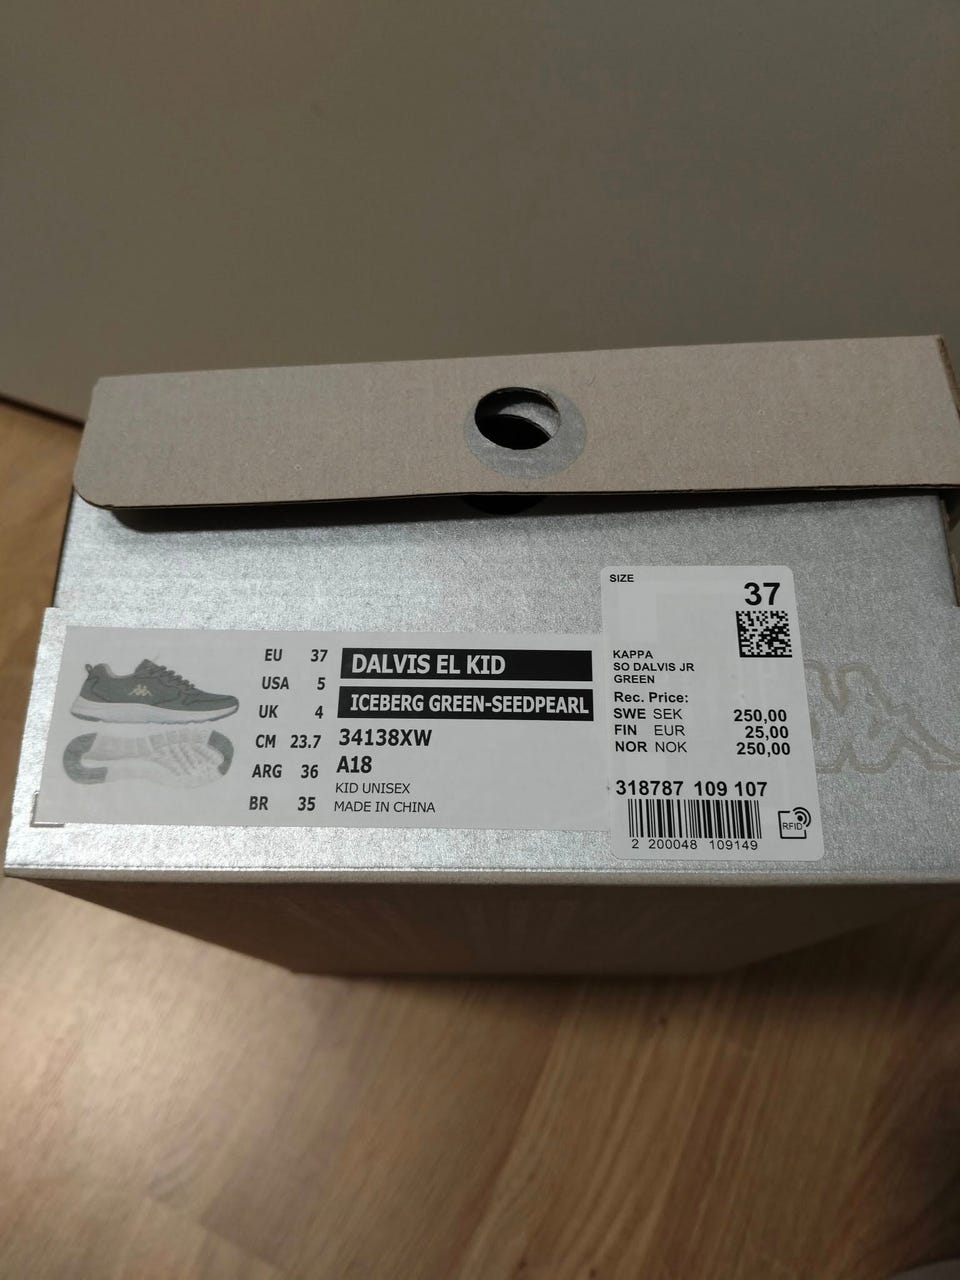 EU 37
USA 5
UK 4
CM 23.7
ARG 36
BR 35
DALVIS EL KID
ICEBERG GREEN-SEEDPEARL
34138XW
A18
KID UNISEX
MADE IN CHINA
SIZE
37
KAPPA
SO DALVIS JR
GREEN
Rec. Price:
SWE SEK 250,00
FIN EUR 25,00
NOR NOK 250,00
318787 109 107
2 200048 109149
RFID